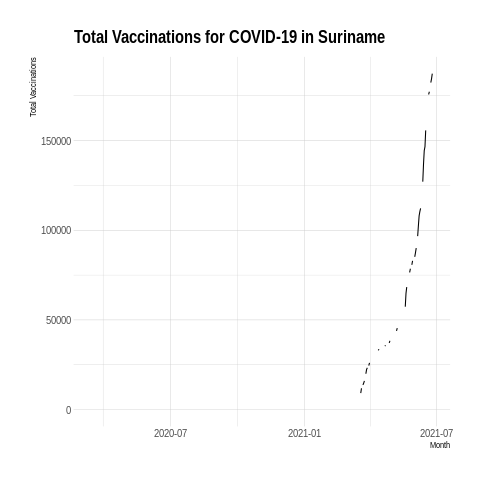 Total Vaccinations for COVID-19 in Suriname
Total Vaccinations
150000
100000
50000
0
2020-07 2021-01 2021-07
Month